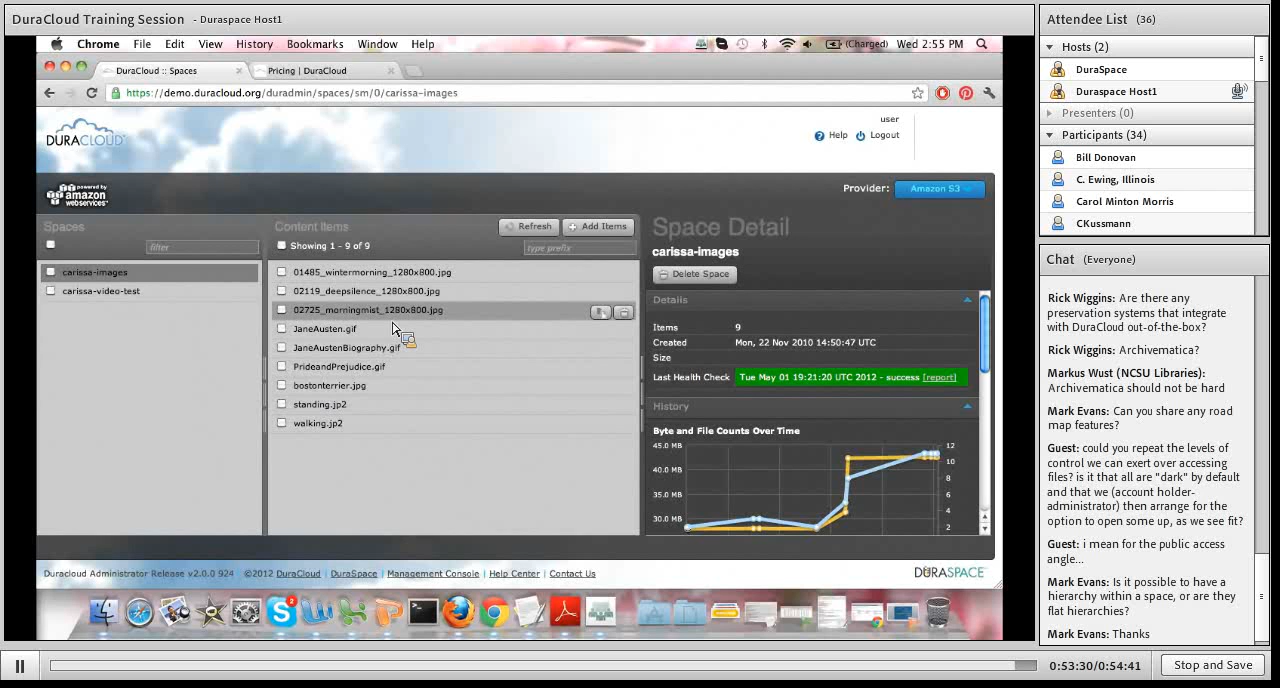 DuraCloud Training Session - Duraspace Host1
Chrome File Edit View History Bookmarks Window Help
(Charged) Wed 2:55 PM
DuraCloud :: Spaces
Pricing | DuraCloud
https://demo.duracloud.org/duradmin/spaces/sm/0/carissa-images
DURACLOUD
user
Help Logout
powered by
amazon
webservices
Provider: Amazon S3
Spaces
filter
carissa-images
carissa-video-test
Content Items
Refresh
Add Items
Showing 1 - 9 of 9
type prefix
01485_wintermorning_1280x800.jpg
02119_deepsilence_1280x800.jpg
02725_morningmist_1280x800.jpg
JaneAusten.gif
JaneAustenBiography.gif
PrideandPrejudice.gif
bostonterrier.jpg
standing.jp2
walking.jp2
Space Detail
carissa-images
Delete Space
Details
Items 9
Created Mon, 22 Nov 2010 14:50:47 UTC
Size
Last Health Check Tue May 01 19:21:20 UTC 2012 - success [report]
History
Byte and File Counts Over Time
45.0 MB 12
40.0 MB 10
35.0 MB 8
30.0 MB 6
4
2
Duracloud Administrator Release v2.0.0 924 ©2012 DuraCloud | DuraSpace | Management Console | Help Center | Contact Us
DURASPACE
Attendee List (36)
Hosts (2)
DuraSpace
Duraspace Host1
Presenters (0)
Participants (34)
Bill Donovan
C. Ewing, Illinois
Carol Minton Morris
CKussmann
Chat (Everyone)
Rick Wiggins: Are there any
preservation systems that integrate
with DuraCloud out-of-the-box?
Rick Wiggins: Archivematica?
Markus Wust (NCSU Libraries):
Archivematica should not be hard
Mark Evans: Can you share any road
map features?
Guest: could you repeat the levels of
control we can exert over accessing
files? is it that all are "dark" by default
and that we (account holder-
administrator) then arrange for the
option to open some up, as we see fit?
Guest: i mean for the public access
angle...
Mark Evans: Is it possible to have a
hierarchy within a space, or are they
flat hierarchies?
Mark Evans: Thanks
0:53:30/0:54:41
Stop and Save